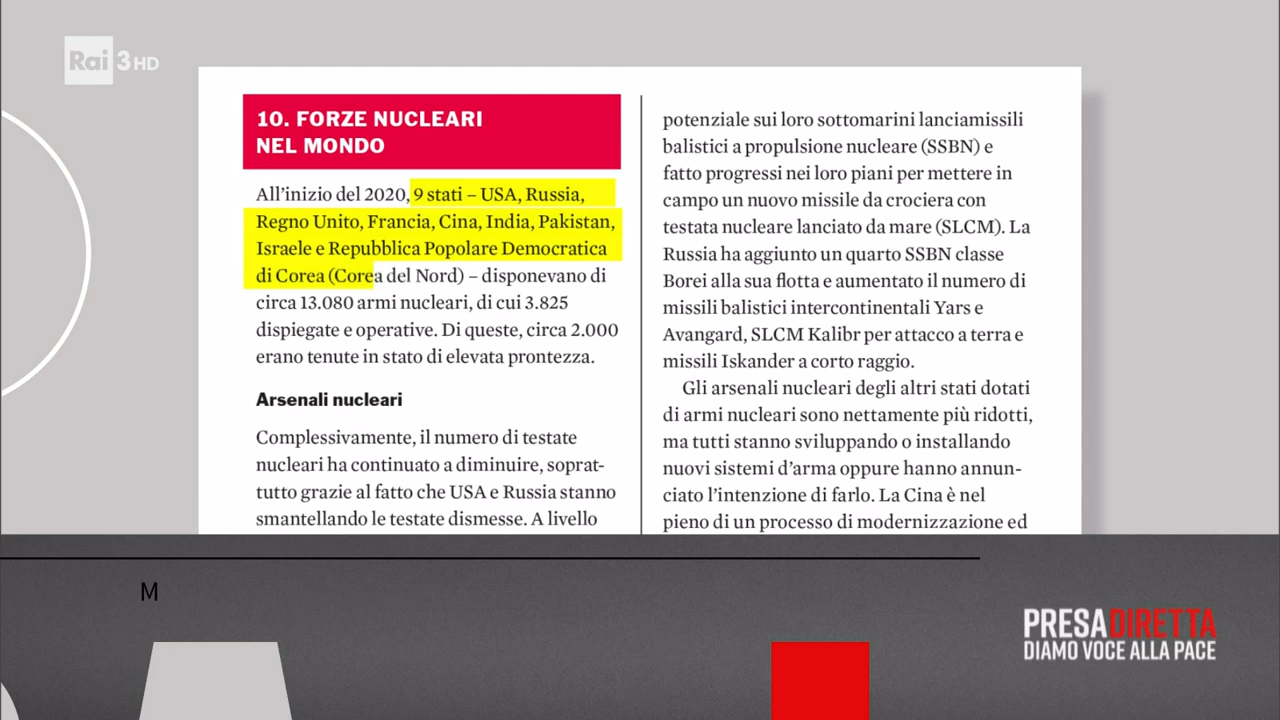 Rai 3HD
10. FORZE NUCLEARI
NEL MONDO
All’inizio del 2020, 9 stati – USA, Russia,
Regno Unito, Francia, Cina, India, Pakistan,
Israele e Repubblica Popolare Democratica
di Corea (Corea del Nord) – disponevano di
circa 13.080 armi nucleari, di cui 3.825
dispiegate e operative. Di queste, circa 2.000
erano tenute in stato di elevata prontezza.
Arsenali nucleari
Complessivamente, il numero di testate
nucleari ha continuato a diminuire, soprat-
tutto grazie al fatto che USA e Russia stanno
smantellando le testate dismesse. A livello
potenziale sui loro sottomarini lanciamissili
balistici a propulsione nucleare (SSBN) e
fatto progressi nei loro piani per mettere in
campo un nuovo missile da crociera con
testata nucleare lanciato da mare (SLCM). La
Russia ha aggiunto un quarto SSBN classe
Borei alla sua flotta e aumentato il numero di
missili balistici intercontinentali Yars e
Avangard, SLCM Kalibr per attacco a terra e
missili Iskander a corto raggio.
Gli arsenali nucleari degli altri stati dotati
di armi nucleari sono nettamente più ridotti,
ma tutti stanno sviluppando o installando
nuovi sistemi d’arma oppure hanno annun-
ciato l’intenzione di farlo. La Cina è nel
pieno di un processo di modernizzazione ed
M
PRESADIRETTA
DIAMO VOCE ALLA PACE